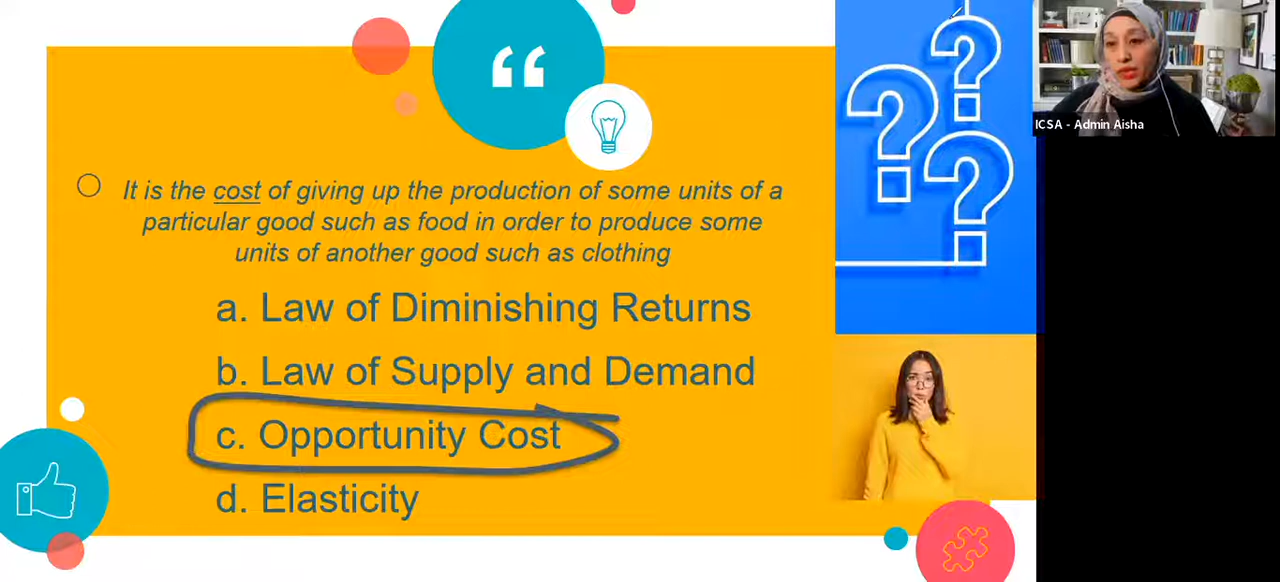 It is the cost of giving up the production of some units of a
particular good such as food in order to produce some
units of another good such as clothing
a. Law of Diminishing Returns
b. Law of Supply and Demand
c. Opportunity Cost
d. Elasticity
ICSA - Admin Aisha